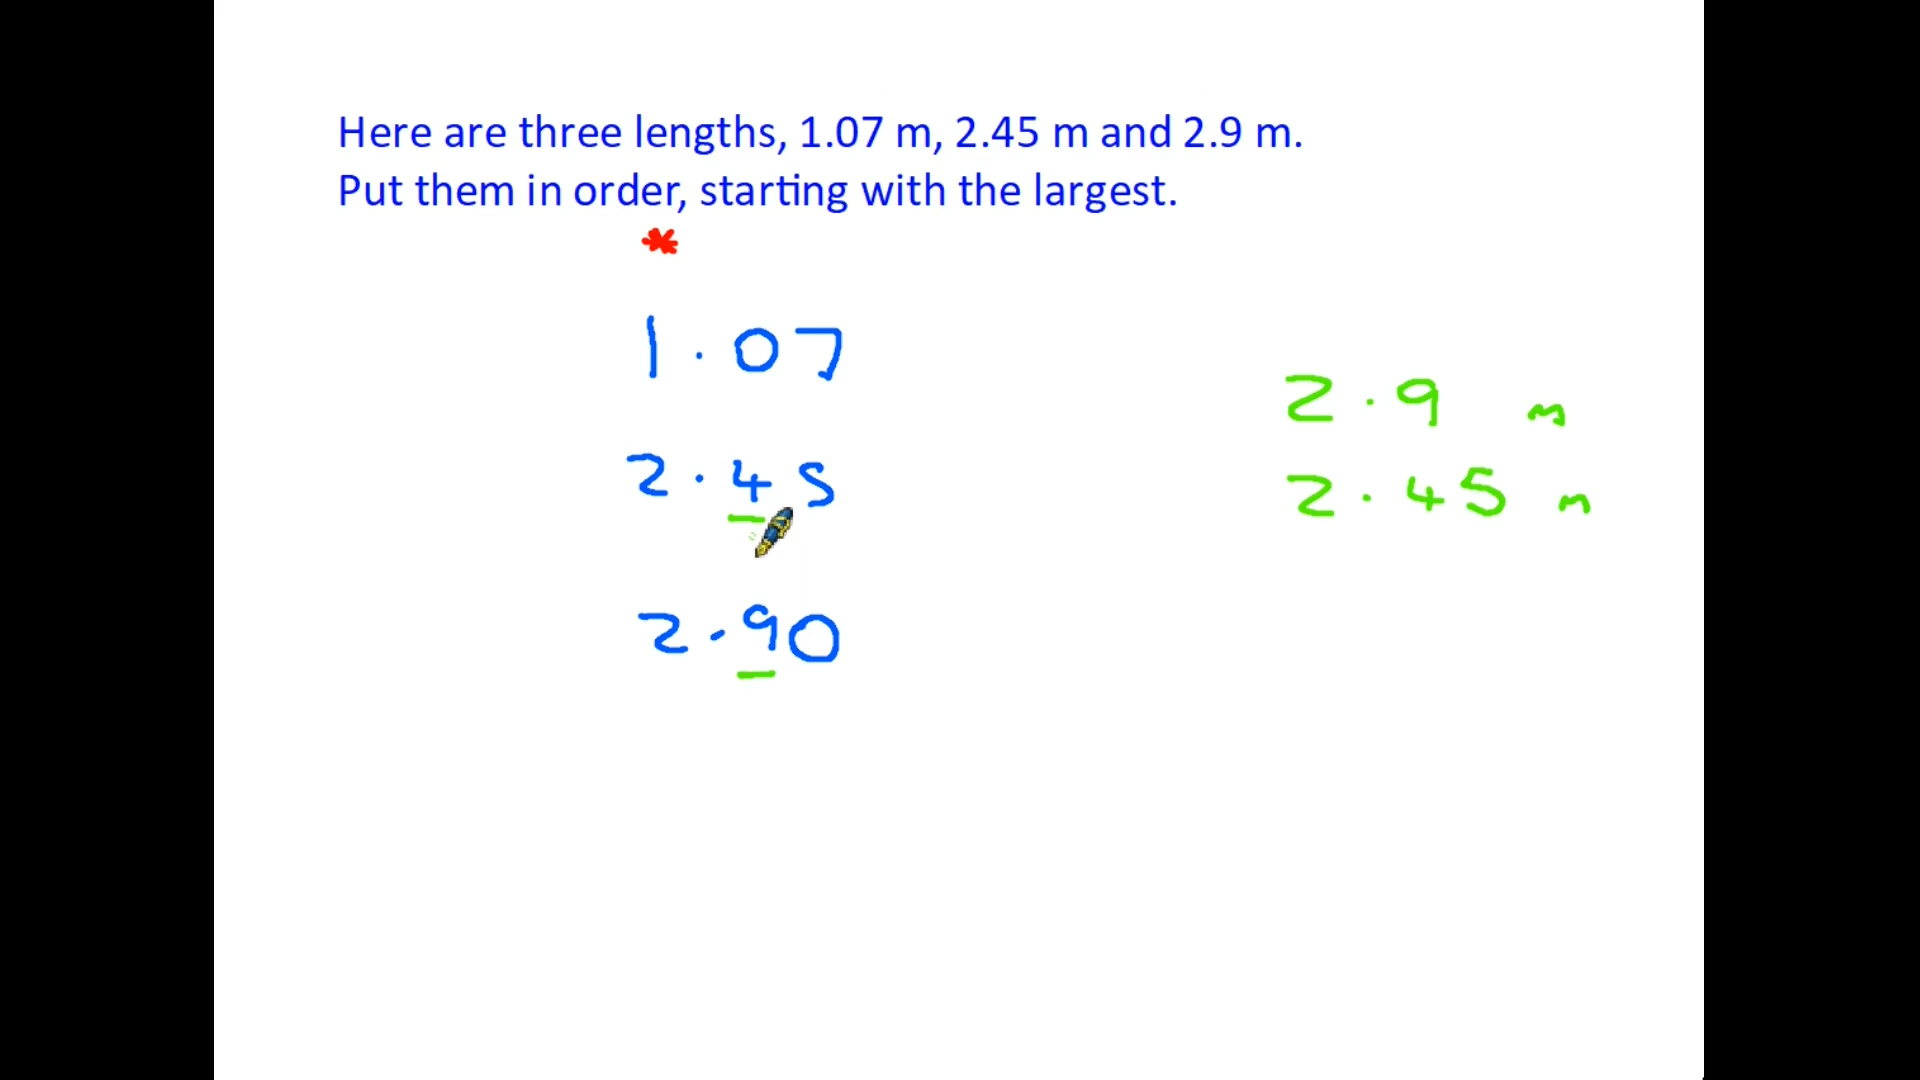 Here are three lengths, 1.07 m, 2.45 m and 2.9 m.
Put them in order, starting with the largest.
*
1.07
2.45
2.90
2.9 m
2.45 m